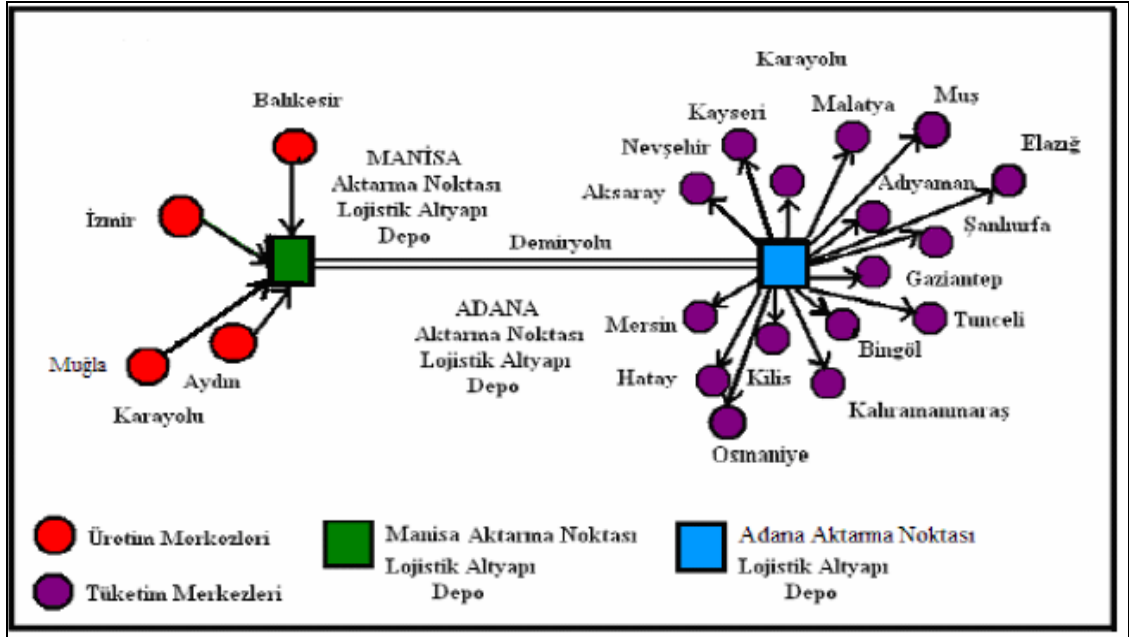 Karayolu
Balıkesir
Kayseri
Malatya
Muş
Nevşehir
Elazığ
MANİSA
Aktarma Noktası
Lojistik Altyapı
Depo
Aksaray
Adıyaman
İzmir
Şanlıurfa
Demiryolu
Gaziantep
ADANA
Aktarma Noktası
Lojistik Altyapı
Depo
Mersin
Tunceli
Bingöl
Muğla
Aydın
Hatay
Kilis
Karayolu
Kahramanmaraş
Osmaniye
Üretim Merkezleri
Tüketim Merkezleri
Manisa Aktarma Noktası
Lojistik Altyapı
Depo
Adana Aktarma Noktası
Lojistik Altyapı
Depo